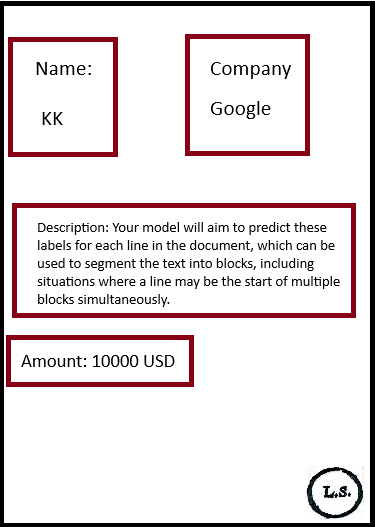 Name:
KK
Company
Google
Description: Your model will aim to predict these
labels for each line in the document, which can be
used to segment the text into blocks, including
situations where a line may be the start of multiple
blocks simultaneously.
Amount: 10000 USD
L.S.